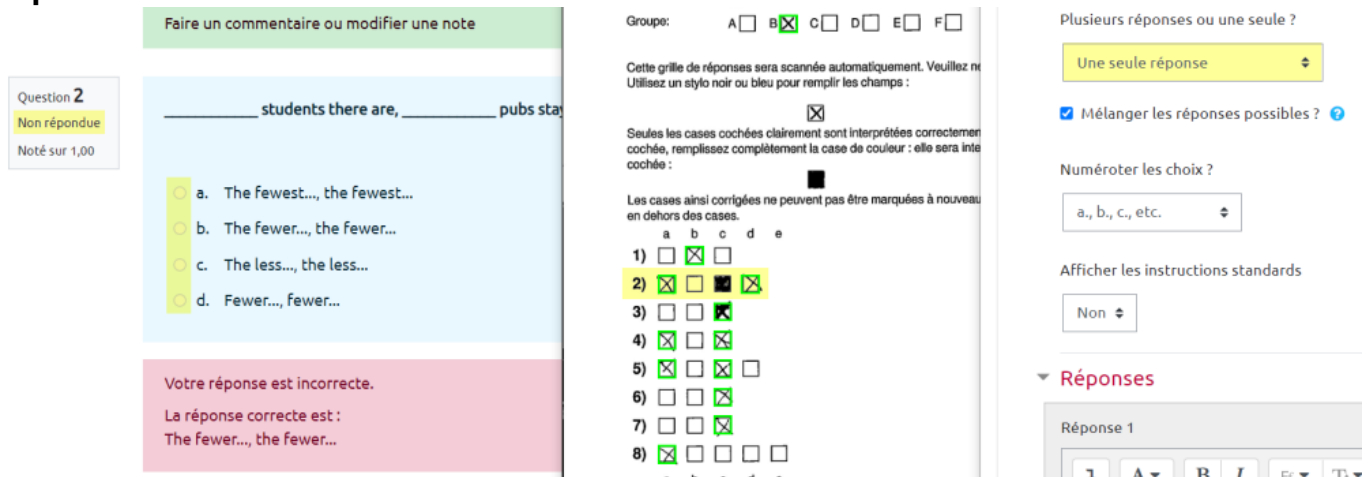 Faire un commentaire ou modifier une note
Question 2
Non répondue
Noté sur 1,00
____________ students there are, ____________ pubs stay
a. The fewest..., the fewest...
b. The fewer..., the fewer...
c. The less..., the less...
d. Fewer..., fewer...
Votre réponse est incorrecte.
La réponse correcte est :
The fewer..., the fewer...
Groupe: A B C D E F
Cette grille de réponses sera scannée automatiquement. Veuillez
Utilisez un stylo noir ou bleu pour remplir les champs :
Seules les cases cochées clairement sont interprétées
cochée, remplissez complètement la case de couleur : elle sera
cochée :
Les cases ainsi corrigées ne peuvent pas être marquées à nouveau
en dehors des cases.
a b c d e
1)
2)
3)
4)
5)
6)
7)
8)
Plusieurs réponses ou une seule ?
Une seule réponse
Mélanger les réponses possibles ?
Numéroter les choix ?
a., b., c., etc.
Afficher les instructions standards
Non
Réponses
Réponse 1
A B I